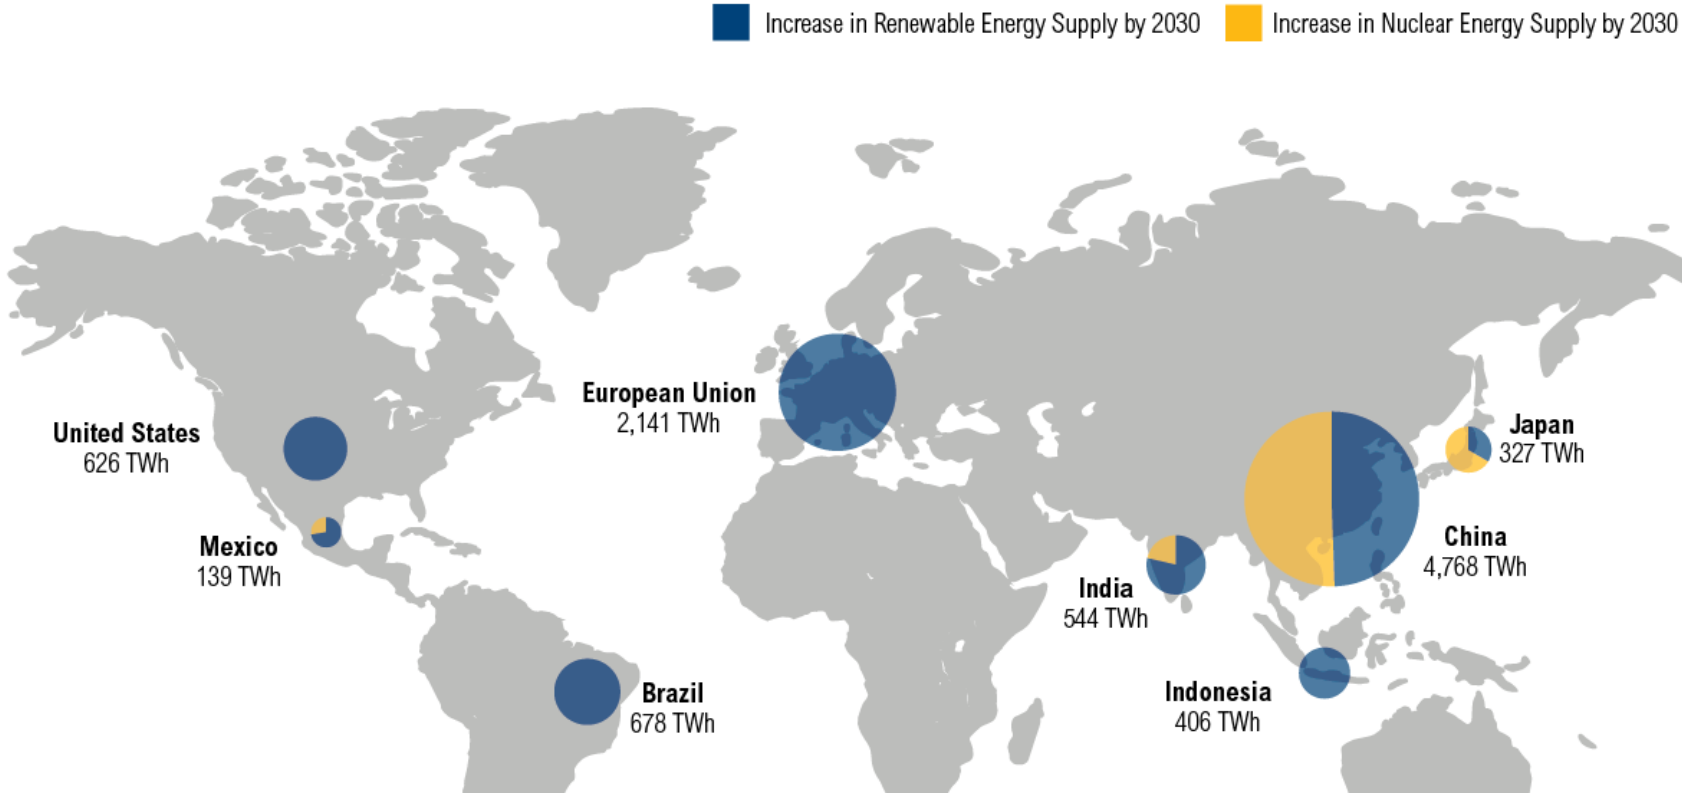 Increase in Renewable Energy Supply by 2030
Increase in Nuclear Energy Supply by 2030
European Union
2,141 TWh
United States
626 TWh
Japan
327 TWh
Mexico
139 TWh
China
4,768 TWh
India
544 TWh
Brazil
678 TWh
Indonesia
406 TWh